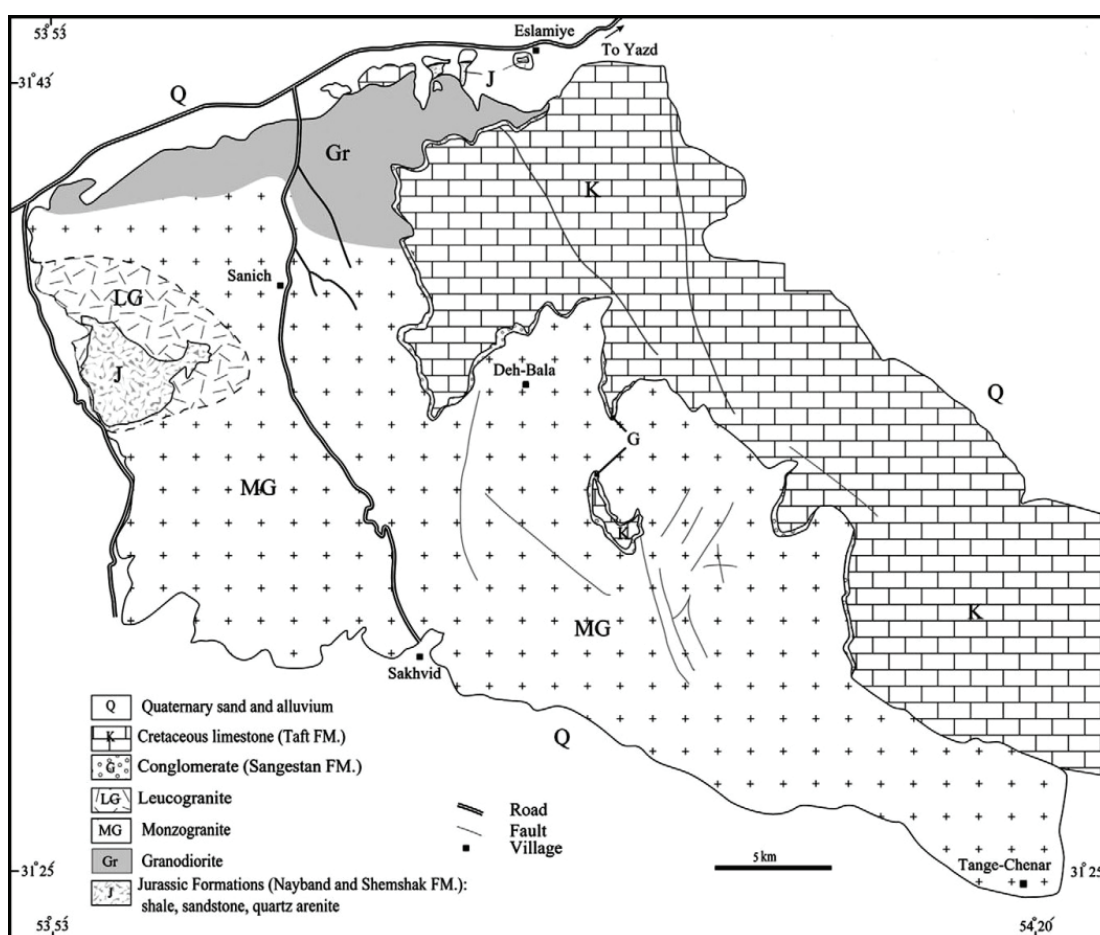 53°53´
Eslamiye
To Yazd
31°43´
J
Q
Gr
K
Sanich
LG
J
Deh-Bala
Q
G
MG
K
K
MG
Sakhvid
Q
Q Quaternary sand and alluvium
K Cretaceous limestone (Taft FM.)
G Conglomerate (Sangestan FM.)
LG Leucogranite
MG Monzogranite
Gr Granodiorite
J Jurassic Formations (Nayband and Shemshak FM.):
shale, sandstone, quartz arenite
Road
Fault
Village
5 km
Tange-Chenar
31°25´
31°25
53°53´
54°20´